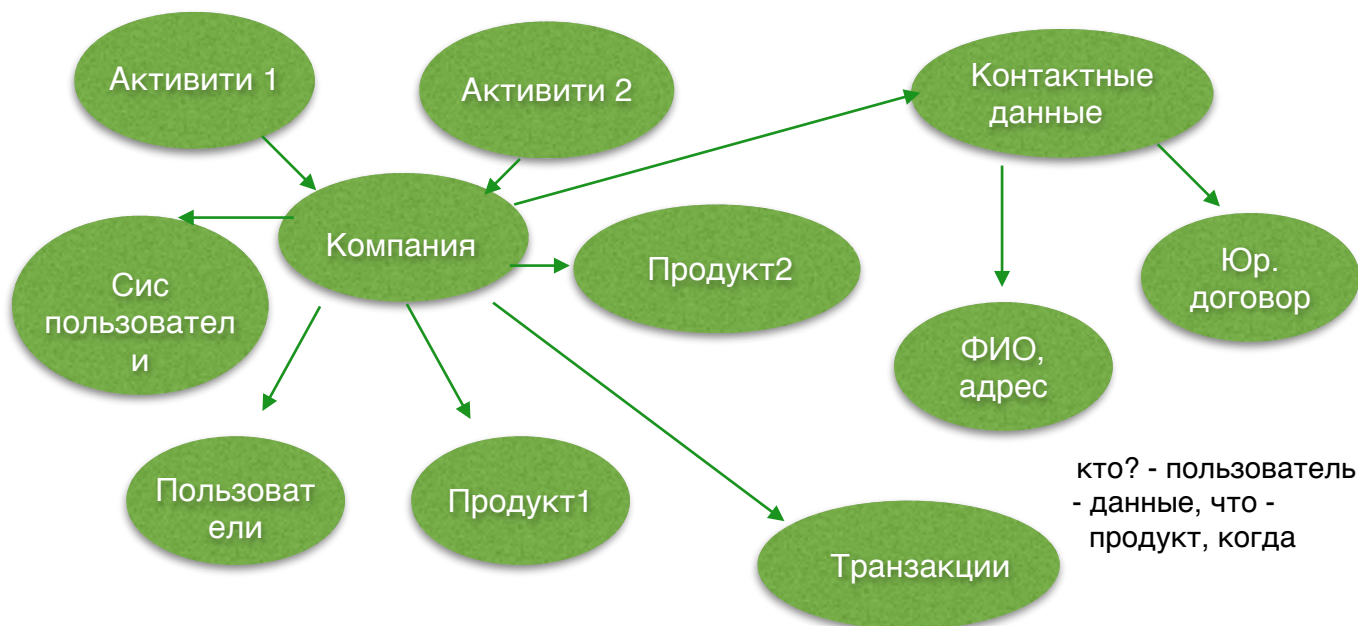 Активити 1
Активити 2
Контактные
данные
Компания
Сис
пользовател
и
Продукт2
Юр.
договор
ФИО,
адрес
Пользоват
ели
Продукт1
Транзакции
кто? - пользователь
- данные, что -
продукт, когда